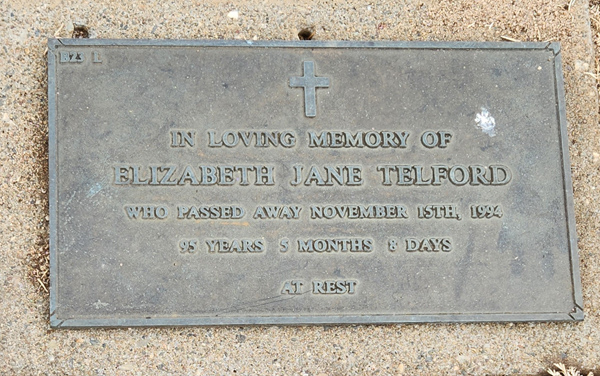 IN LOVING MEMORY OF
ELIZABETH JANE TELFORD
WHO PASSED AWAY NOVEMBER 15TH, 1994
95 YEARS 5 MONTHS 8 DAYS
AT REST